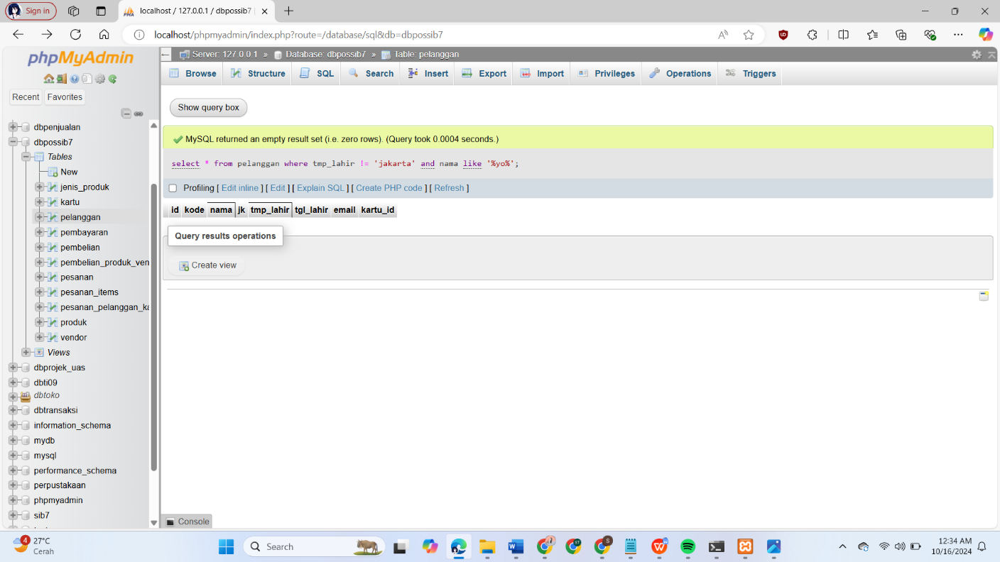 Sign in
localhost / 127.0.0.1 / dbpossib7 |
localhost/phpmyadmin/index.php?route=/database/sql&db=dbpossib7
phpMyAdmin
Recent
Favorites
dbpenjualan
dbpossib7
Tables
New
jenis_produk
kartu
pelanggan
pembayaran
pembelian
pembelian_produk_ven
pesanan
pesanan_items
pesanan_pelanggan_ka
produk
vendor
Views
dbprojek_uas
dbti09
dbtoko
dbtransaksi
information_schema
mydb
mysql
performance_schema
perpustakaan
phpmyadmin
sib7
Server: 127.0.0.1 » Database: dbpossib7 » Table: pelanggan
Browse Structure SQL Search Insert Export Import Privileges Operations Triggers
Show query box
MySQL returned an empty result set (i.e. zero rows). (Query took 0.0004 seconds.)
select * from pelanggan where tmp_lahir != 'jakarta' and nama like '%yo%';
Profiling [ Edit inline ] [ Edit ] [ Explain SQL ] [ Create PHP code ] [ Refresh ]
id kode nama jk tmp_lahir tgl_lahir email kartu_id
Query results operations
Create view
Console
4
27°C
Cerah
Search
12:34 AM
10/16/2024